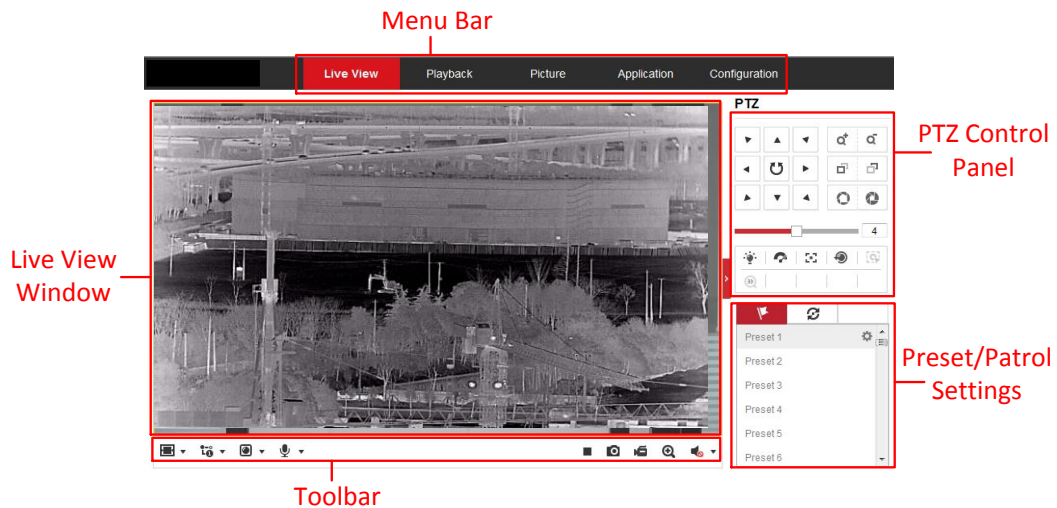 Menu Bar
Live View Playback Picture Application Configuration
PTZ
PTZ Control
Panel
4
Live View
Window
Preset 1
Preset 2
Preset 3
Preset 4
Preset 5
Preset 6
Preset/Patrol
Settings
Toolbar